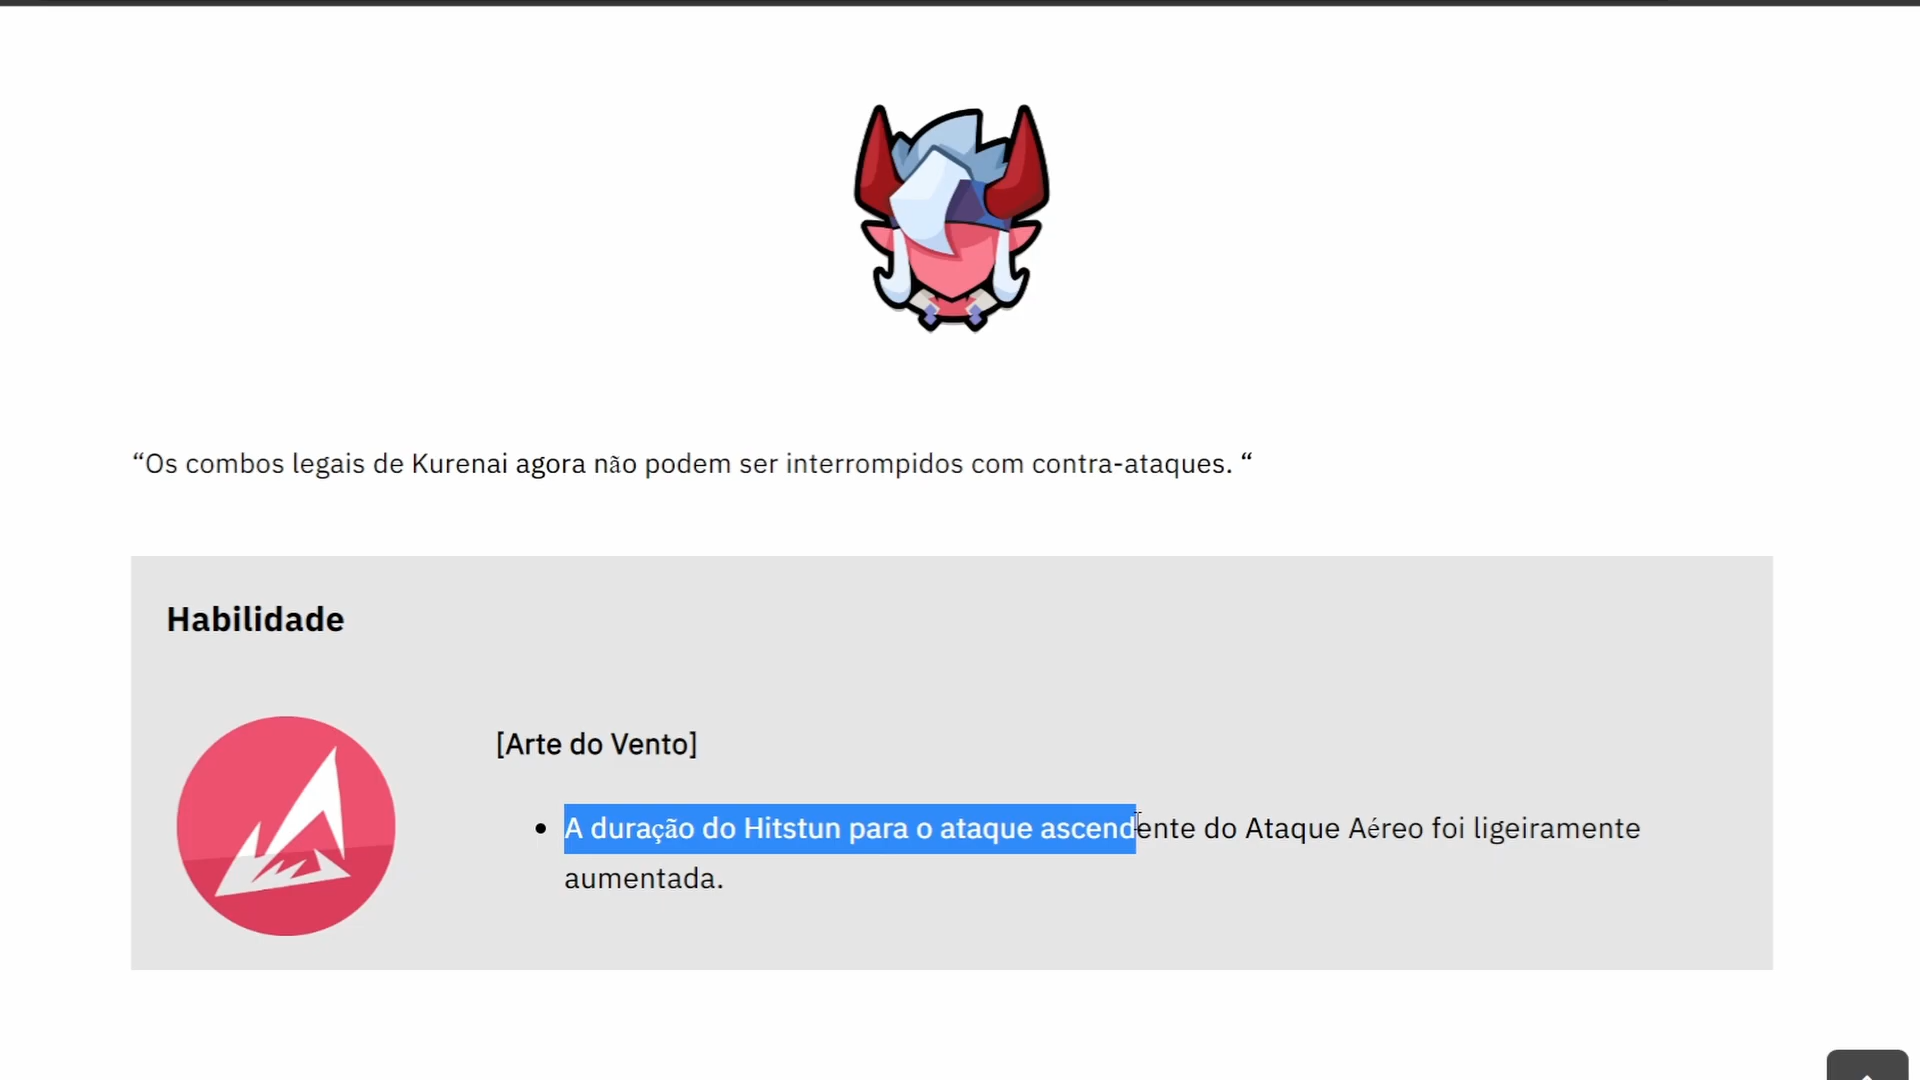 “Os combos legais de Kurenai agora não podem ser interrompidos com contra-ataques. “
Habilidade
[Arte do Vento]
• A duração do Hitstun para o ataque ascendente do Ataque Aéreo foi ligeiramente
aumentada.